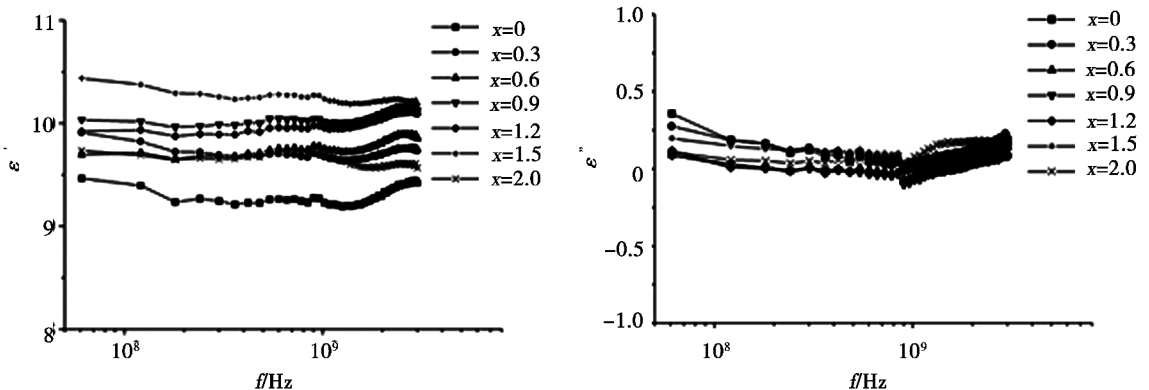 11
10
9
8
ε'
10⁸
10⁹
f/Hz
x=0
x=0.3
x=0.6
x=0.9
x=1.2
x=1.5
x=2.0
1.0
0.5
0
−0.5
−1.0
ε''
10⁸
10⁹
f/Hz
x=0
x=0.3
x=0.6
x=0.9
x=1.2
x=1.5
x=2.0